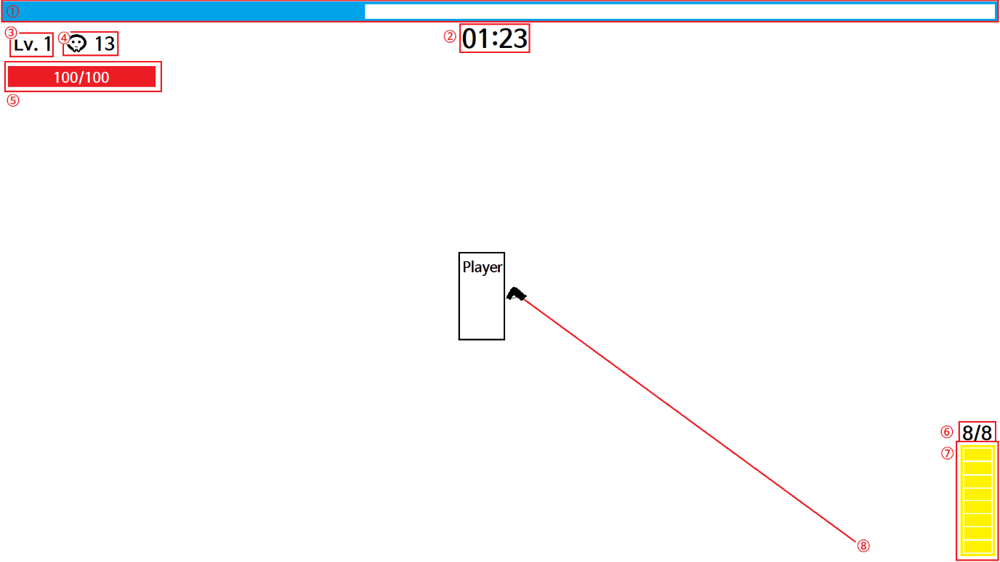 ①
③ ④ ②
Lv. 1 13 01:23
100/100
⑤
Player
⑥ 8/8
⑦
⑧